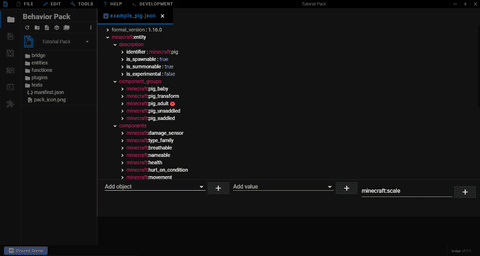 FILE EDIT TOOLS HELP DEVELOPMENT Tutorial Pack
Behavior Pack
Tutorial Pack
bridge
entities
functions
plugins
texts
manifest.json
pack_icon.png
example_pig.json
format_version : 1.16.0
minecraft:entity
description
identifier : minecraft:pig
is_spawnable : true
is_summonable : true
is_experimental : false
component_groups
minecraft:pig_baby
minecraft:pig_transform
minecraft:pig_adult
minecraft:pig_unsaddled
minecraft:pig_saddled
components
minecraft:damage_sensor
minecraft:type_family
minecraft:breathable
minecraft:nameable
minecraft:health
minecraft:hurt_on_condition
minecraft:movement
Add object
Add value
minecraft:scale